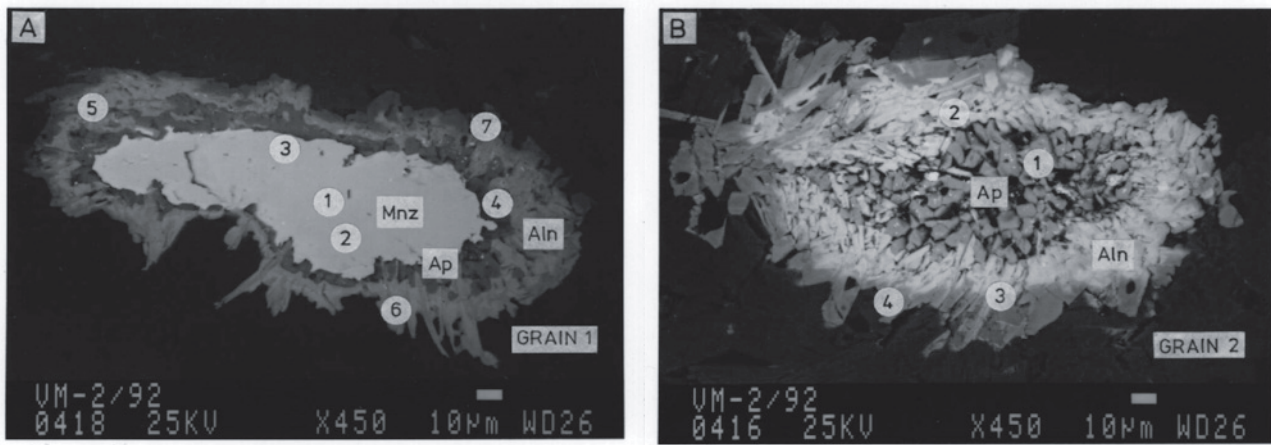 A
5
3
7
1
Mnz
4
2
Aln
Ap
6
GRAIN 1
VM-2/92
0418 25KV X450 10µm WD26
B
2
1
Ap
Aln
4
3
GRAIN 2
VM-2/92
0416 25KV X450 10µm WD26